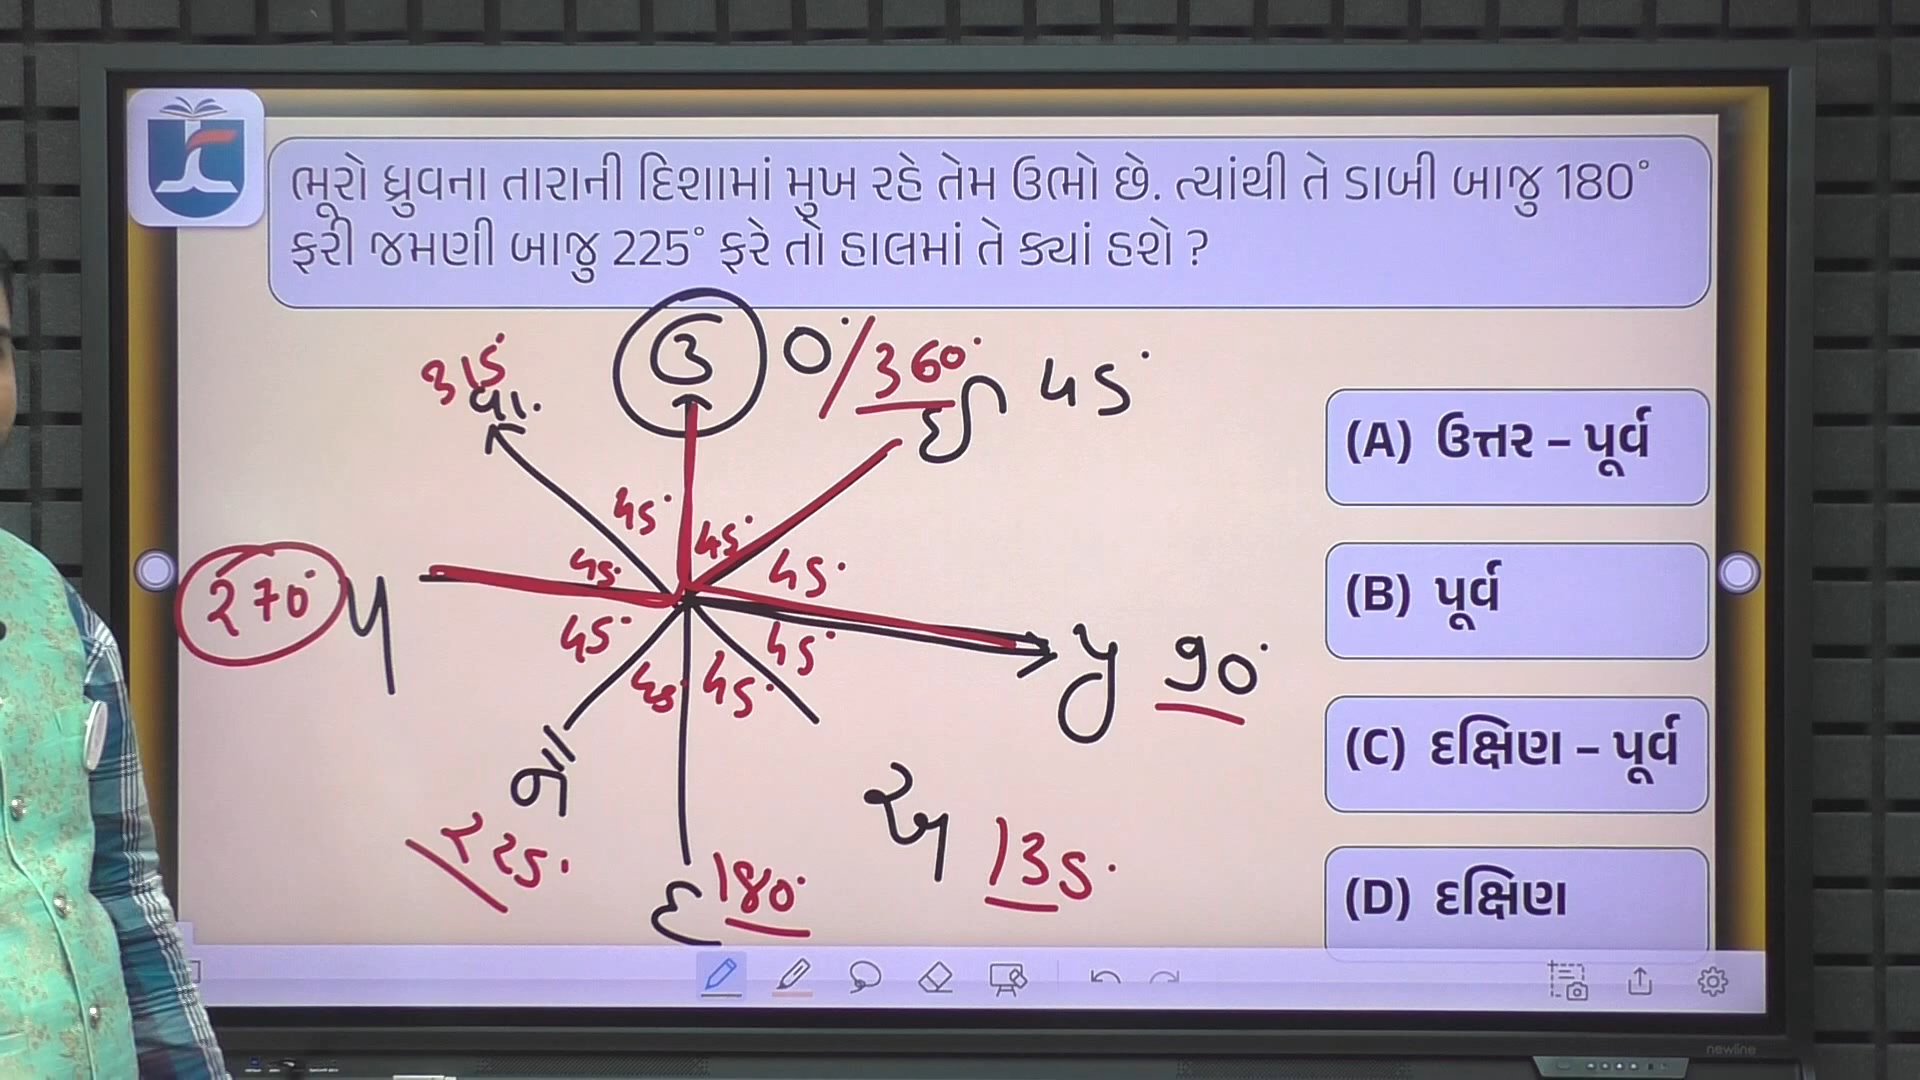 ભૂરો ધ્રુવના તારાની દિશામાં મુખ રહે તેમ ઉભો છે. ત્યાંથી તે ડાબી બાજુ 180°
ફરી જમણી બાજુ 225° ફરે તો હાલમાં તે ક્યાં હશે ?
ઉ 0°/360°
ઈ 45°
315°
વા.
45° 45°
45° 45°
270° પ
45° 45°
45° 45°
પૂ 90°
નૈ
225°
દ 180°
અ 135°
(A) ઉત્તર – પૂર્વ
(B) પૂર્વ
(C) દક્ષિણ – પૂર્વ
(D) દક્ષિણ
newline